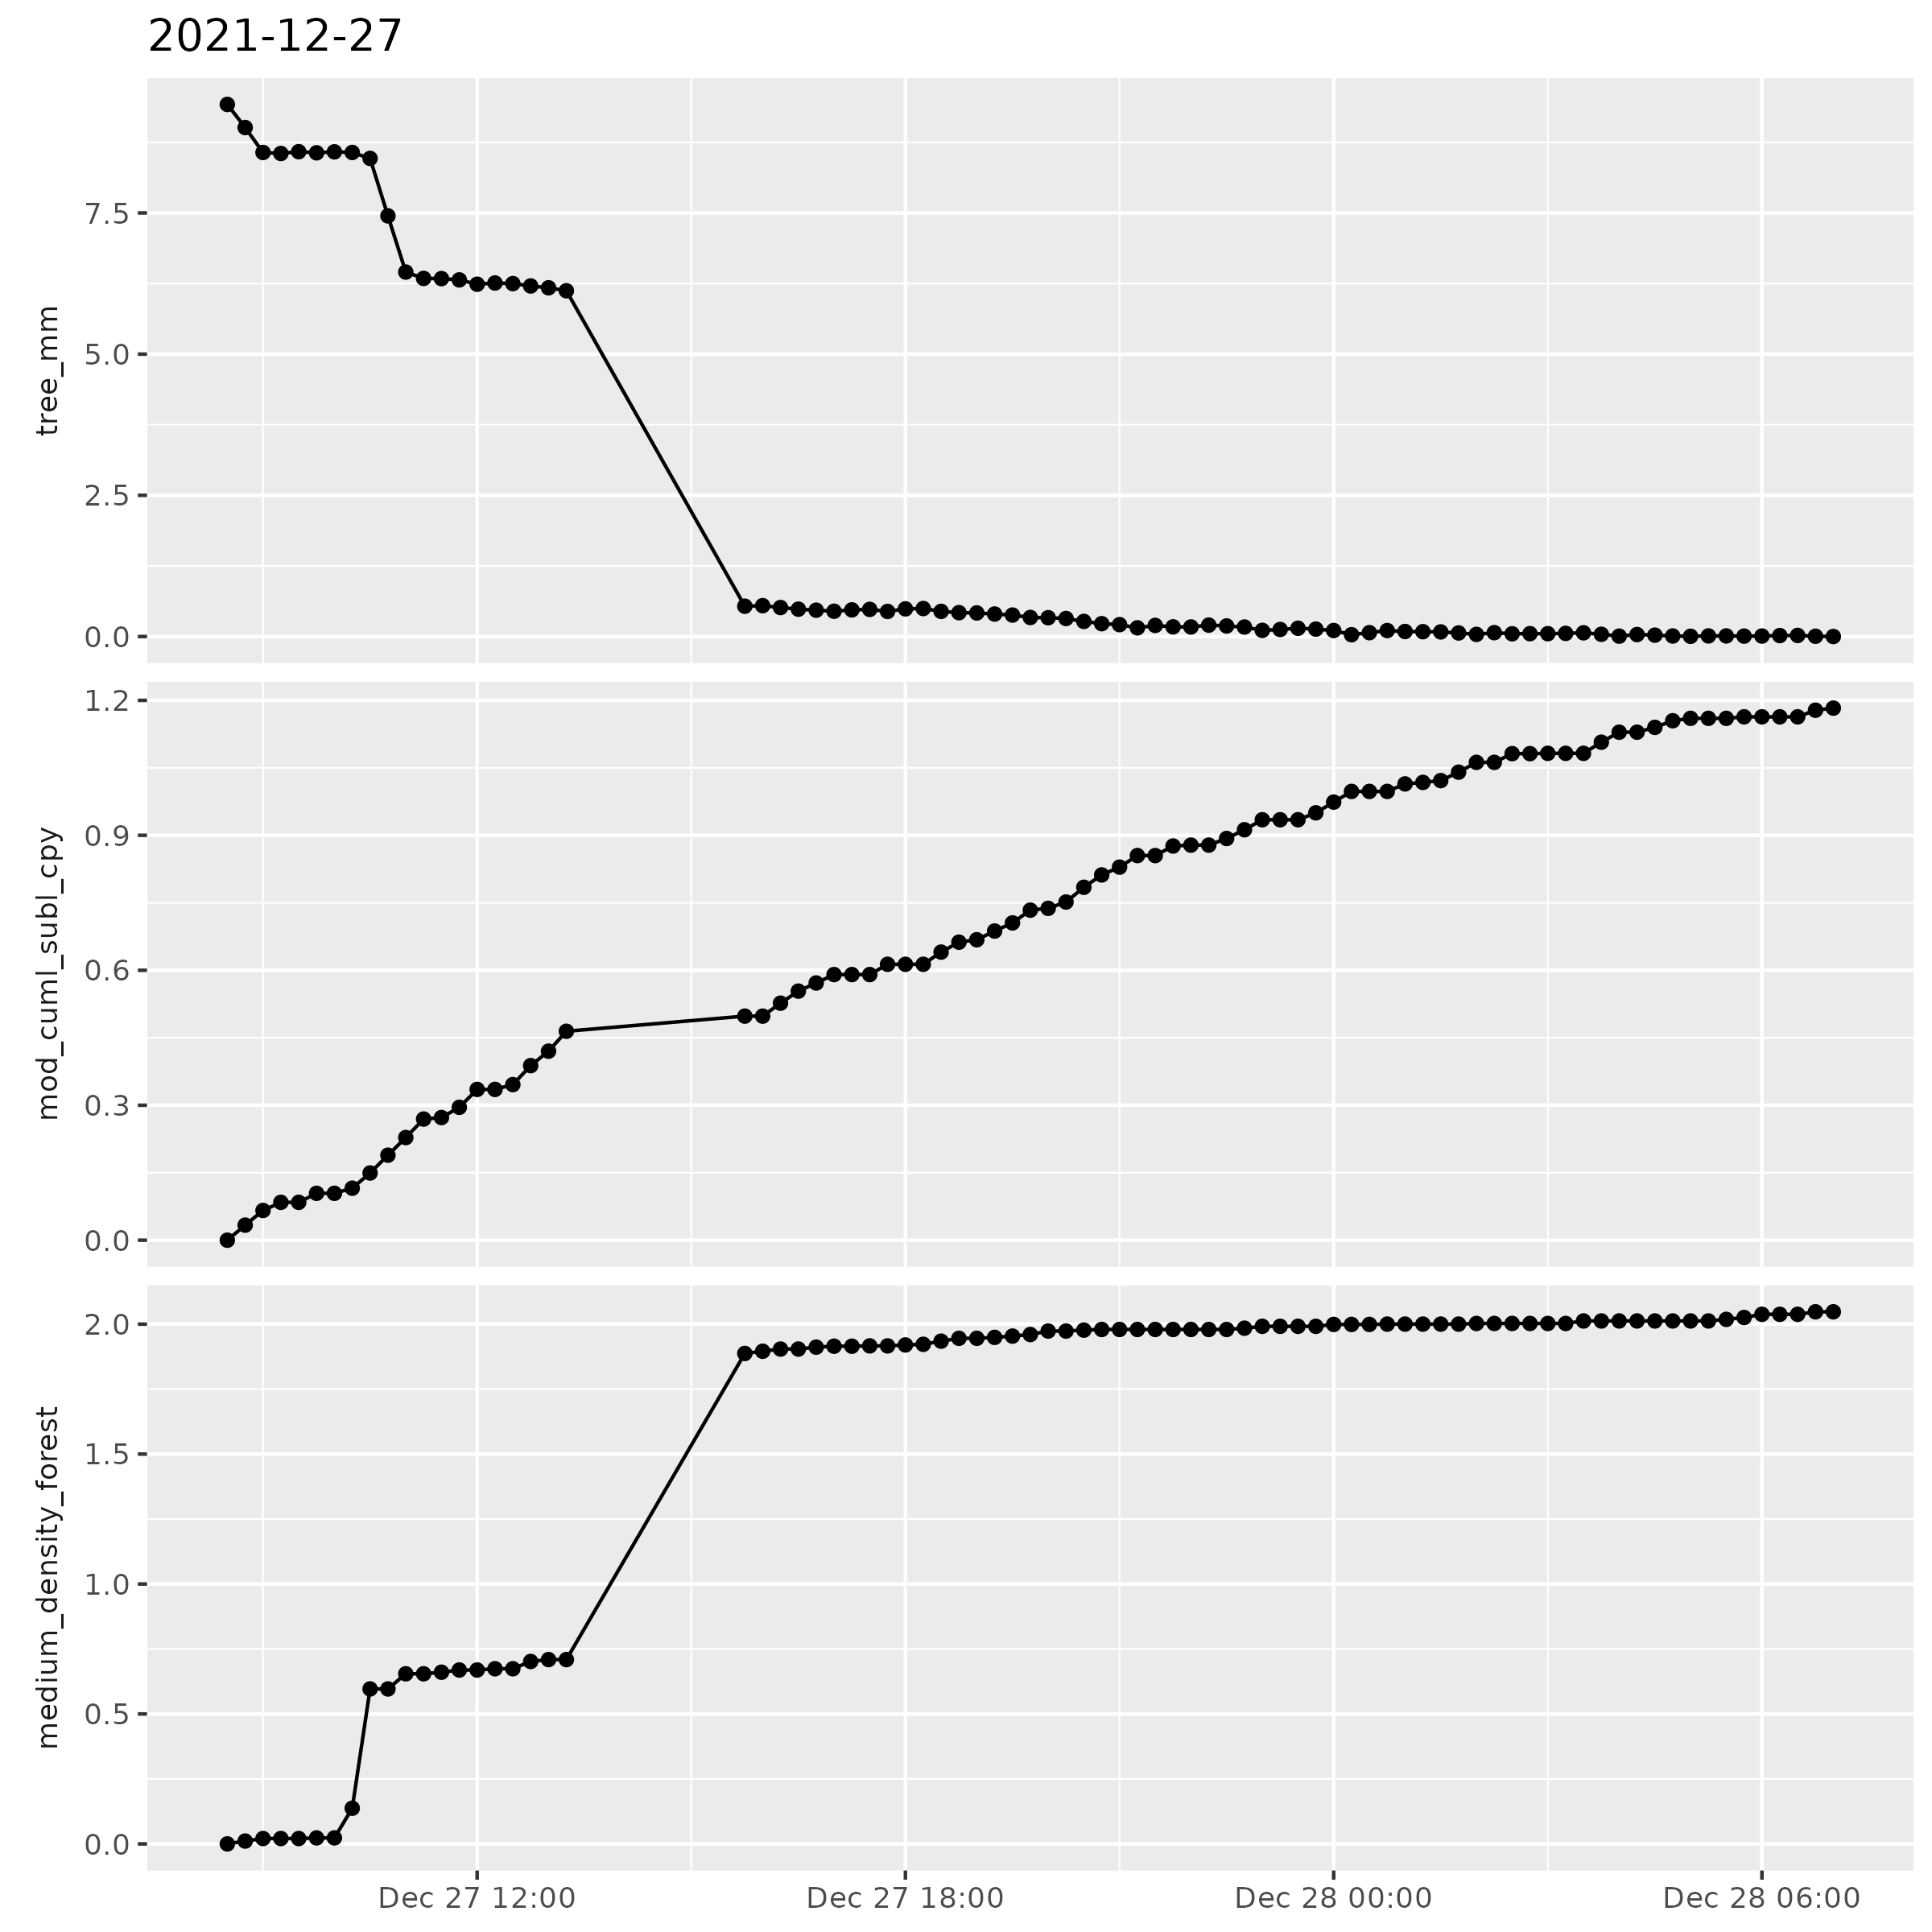 2021-12-27
tree_mm
7.5
5.0
2.5
0.0
mod_cuml_subl_cpy
1.2
0.9
0.6
0.3
0.0
medium_density_forest
2.0
1.5
1.0
0.5
0.0
Dec 27 12:00
Dec 27 18:00
Dec 28 00:00
Dec 28 06:00